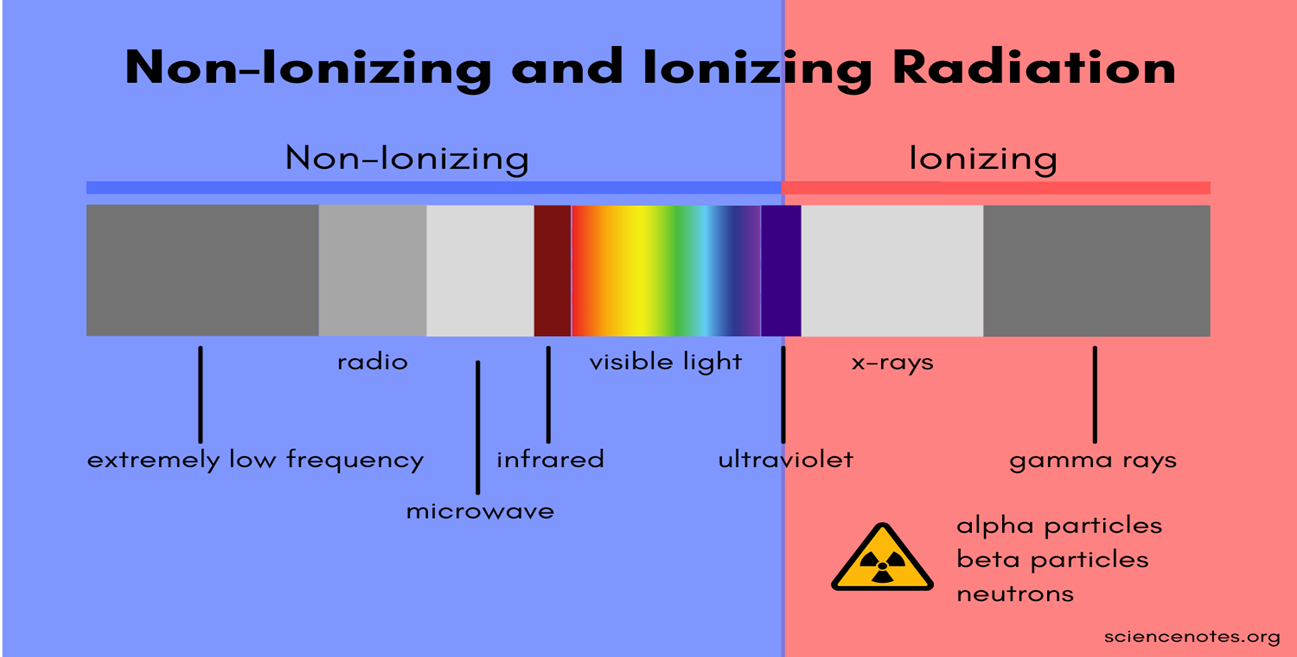 Non-Ionizing and Ionizing Radiation
Non-Ionizing
Ionizing
radio
visible light
x-rays
extremely low frequency
infrared
ultraviolet
gamma rays
microwave
alpha particles
beta particles
neutrons
sciencenotes.org